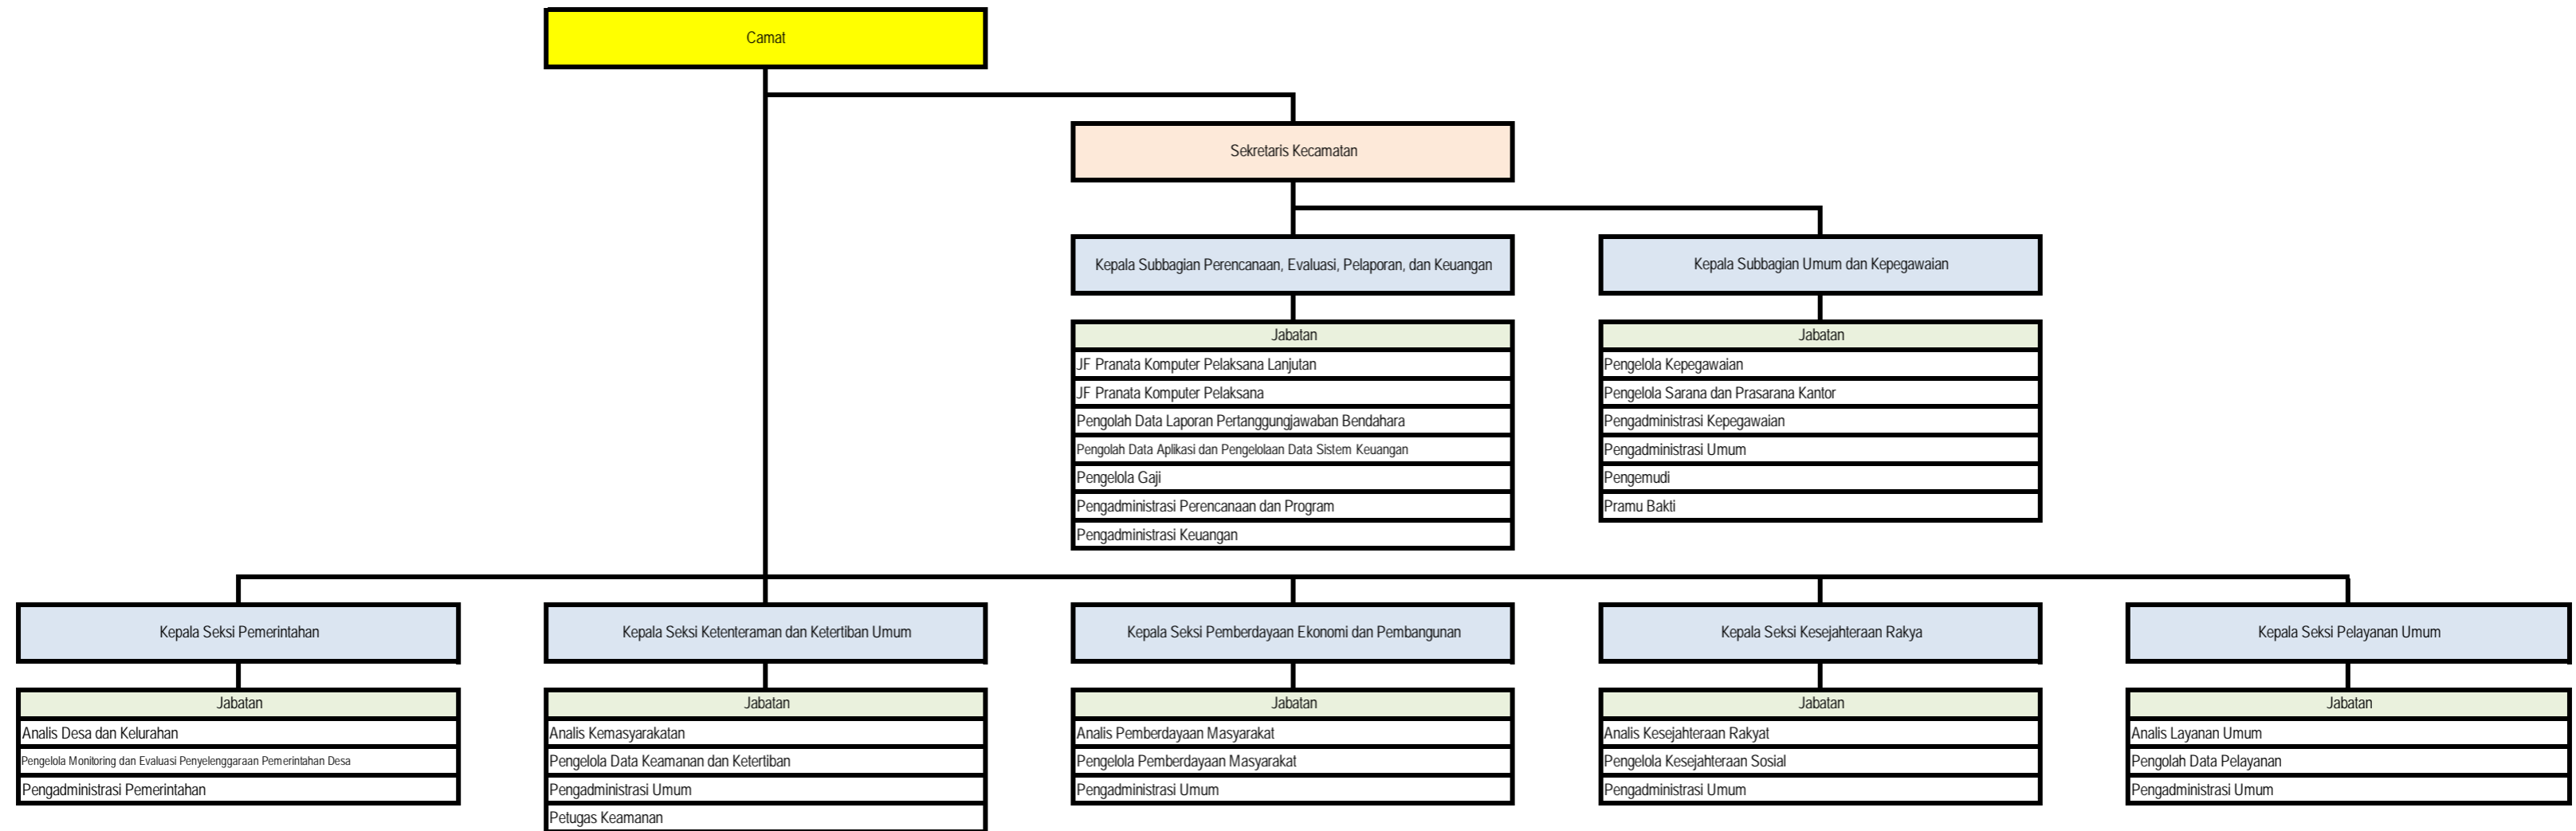 Camat
Sekretaris Kecamatan
Kepala Subbagian Perencanaan, Evaluasi, Pelaporan, dan Keuangan
Jabatan
JF Pranata Komputer Pelaksana Lanjutan
JF Pranata Komputer Pelaksana
Pengolah Data Laporan Pertanggungjawaban Bendahara
Pengolah Data Aplikasi dan Pengelolaan Data Sistem Keuangan
Pengelola Gaji
Pengadministrasi Perencanaan dan Program
Pengadministrasi Keuangan
Kepala Subbagian Umum dan Kepegawaian
Jabatan
Pengelola Kepegawaian
Pengelola Sarana dan Prasarana Kantor
Pengadministrasi Kepegawaian
Pengadministrasi Umum
Pengemudi
Pramu Bakti
Kepala Seksi Pemerintahan
Jabatan
Analis Desa dan Kelurahan
Pengelola Monitoring dan Evaluasi Penyelenggaraan Pemerintahan Desa
Pengadministrasi Pemerintahan
Kepala Seksi Ketenteraman dan Ketertiban Umum
Jabatan
Analis Kemasyarakatan
Pengelola Data Keamanan dan Ketertiban
Pengadministrasi Umum
Petugas Keamanan
Kepala Seksi Pemberdayaan Ekonomi dan Pembangunan
Jabatan
Analis Pemberdayaan Masyarakat
Pengelola Pemberdayaan Masyarakat
Pengadministrasi Umum
Kepala Seksi Kesejahteraan Rakya
Jabatan
Analis Kesejahteraan Rakyat
Pengelola Kesejahteraan Sosial
Pengadministrasi Umum
Kepala Seksi Pelayanan Umum
Jabatan
Analis Layanan Umum
Pengolah Data Pelayanan
Pengadministrasi Umum